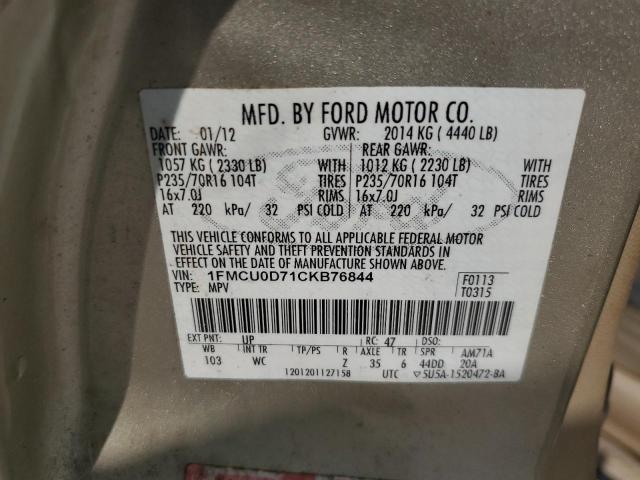 MFD. BY FORD MOTOR CO.
DATE: 01/12 GVWR: 2014 KG ( 4440 LB)
FRONT GAWR: REAR GAWR:
1057 KG ( 2330 LB) WITH 1012 KG ( 2230 LB) WITH
P235/70R16 104T TIRES P235/70R16 104T TIRES
16x7.0J RIMS 16x7.0J RIMS
AT 220 kPa/ 32 PSI COLD AT 220 kPa/ 32 PSI COLD
THIS VEHICLE CONFORMS TO ALL APPLICABLE FEDERAL MOTOR
VEHICLE SAFETY AND THEFT PREVENTION STANDARDS IN
EFFECT ON THE DATE OF MANUFACTURE SHOWN ABOVE.
VIN: 1FMCU0D71CKB76844 F0113
TYPE: MPV T0315
EXT PNT: UP RC: 47 DSO:
WB INT TR TP/PS R AXLE TR SPR AM71A
103 WC Z 35 6 44DD 20A
1201201127158 UTC ▽5U5A-1520472-BA